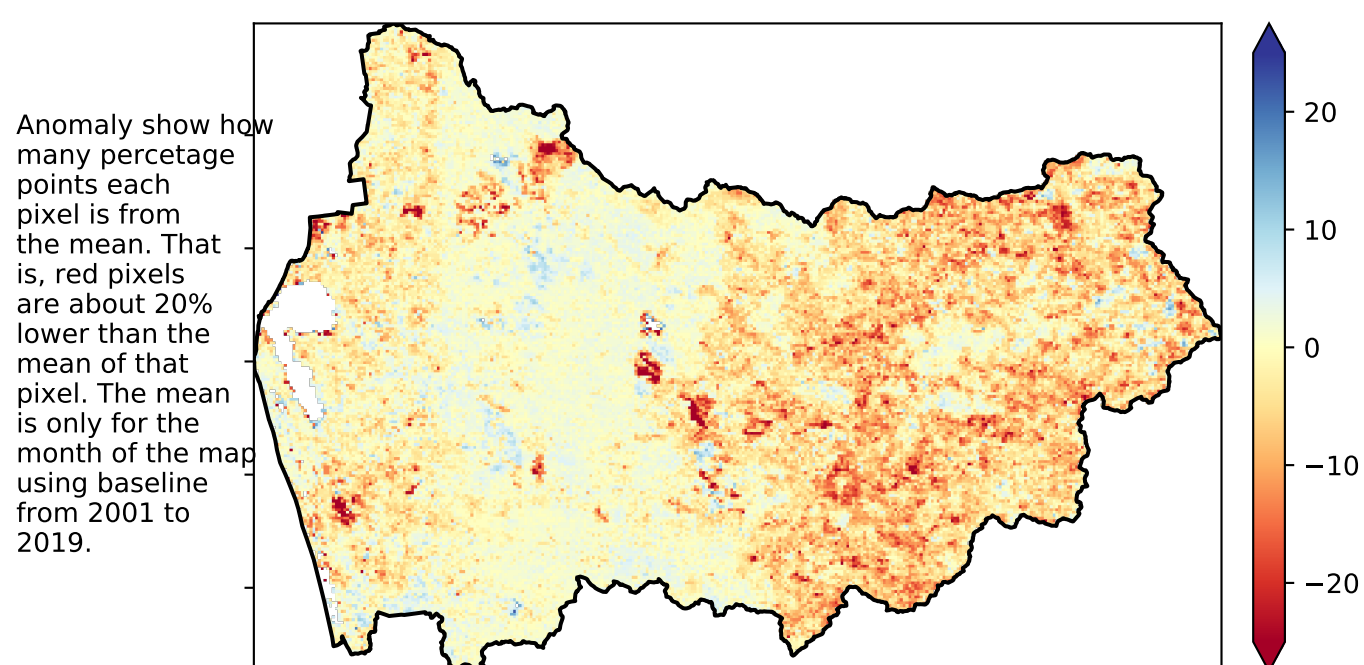 Anomaly show how
many percetage
points each
pixel is from
the mean. That
is, red pixels
are about 20%
lower than the
mean of that
pixel. The mean
is only for the
month of the map
using baseline
from 2001 to
2019.
20
10
0
−10
−20